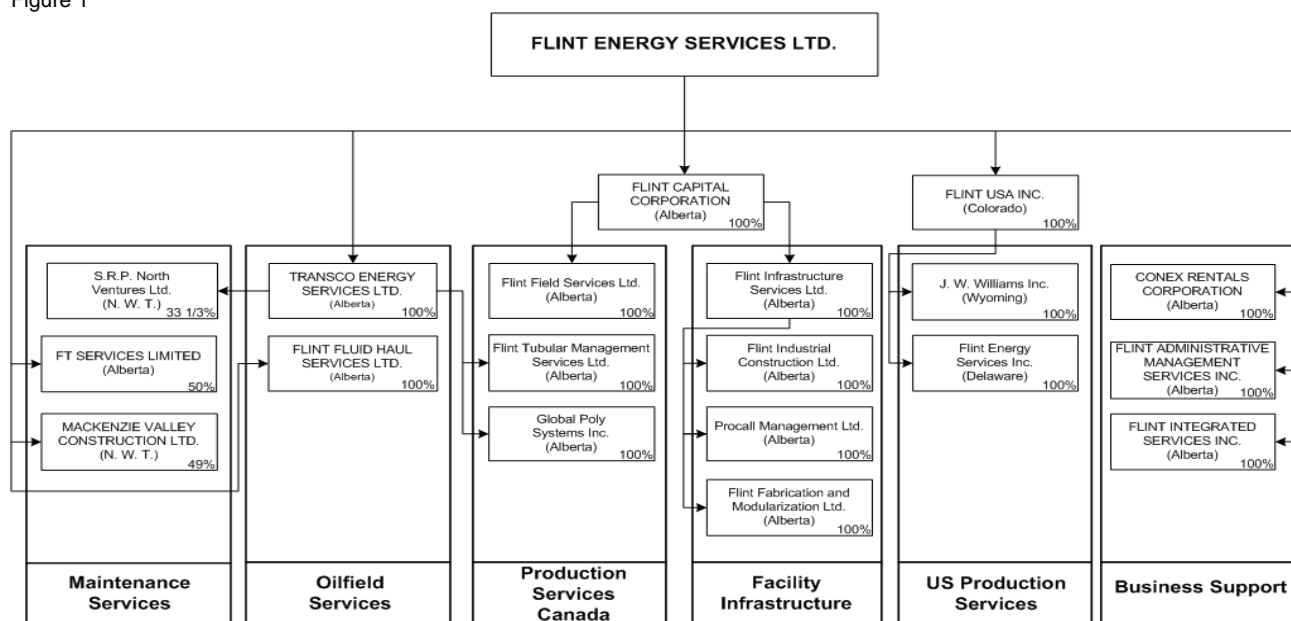 Figure 1
FLINT ENERGY SERVICES LTD.
FLINT CAPITAL
CORPORATION
(Alberta)
100%
FLINT USA INC.
(Colorado)
100%
S.R.P. North
Ventures Ltd.
(N. W. T.)
33 1/3%
FT SERVICES LIMITED
(Alberta)
50%
MACKENZIE VALLEY
CONSTRUCTION LTD.
(N. W. T.)
49%
Maintenance
Services
TRANSCO ENERGY
SERVICES LTD.
(Alberta)
100%
FLINT FLUID HAUL
SERVICES LTD.
(Alberta)
100%
Oilfield
Services
Flint Field Services Ltd.
(Alberta)
100%
Flint Tubular Management
Services Ltd.
(Alberta)
100%
Global Poly
Systems Inc.
(Alberta)
100%
Production
Services
Canada
Flint Infrastructure
Services Ltd.
(Alberta)
100%
Flint Industrial
Construction Ltd.
(Alberta)
100%
Procall Management Ltd.
(Alberta)
100%
Flint Fabrication and
Modularization Ltd.
(Alberta)
100%
Facility
Infrastructure
J. W. Williams Inc.
(Wyoming)
100%
Flint Energy
Services Inc.
(Delaware)
100%
US Production
Services
CONEX RENTALS
CORPORATION
(Alberta)
100%
FLINT ADMINISTRATIVE
MANAGEMENT
SERVICES INC.
(Alberta)
100%
FLINT INTEGRATED
SERVICES INC.
(Alberta)
100%
Business Support